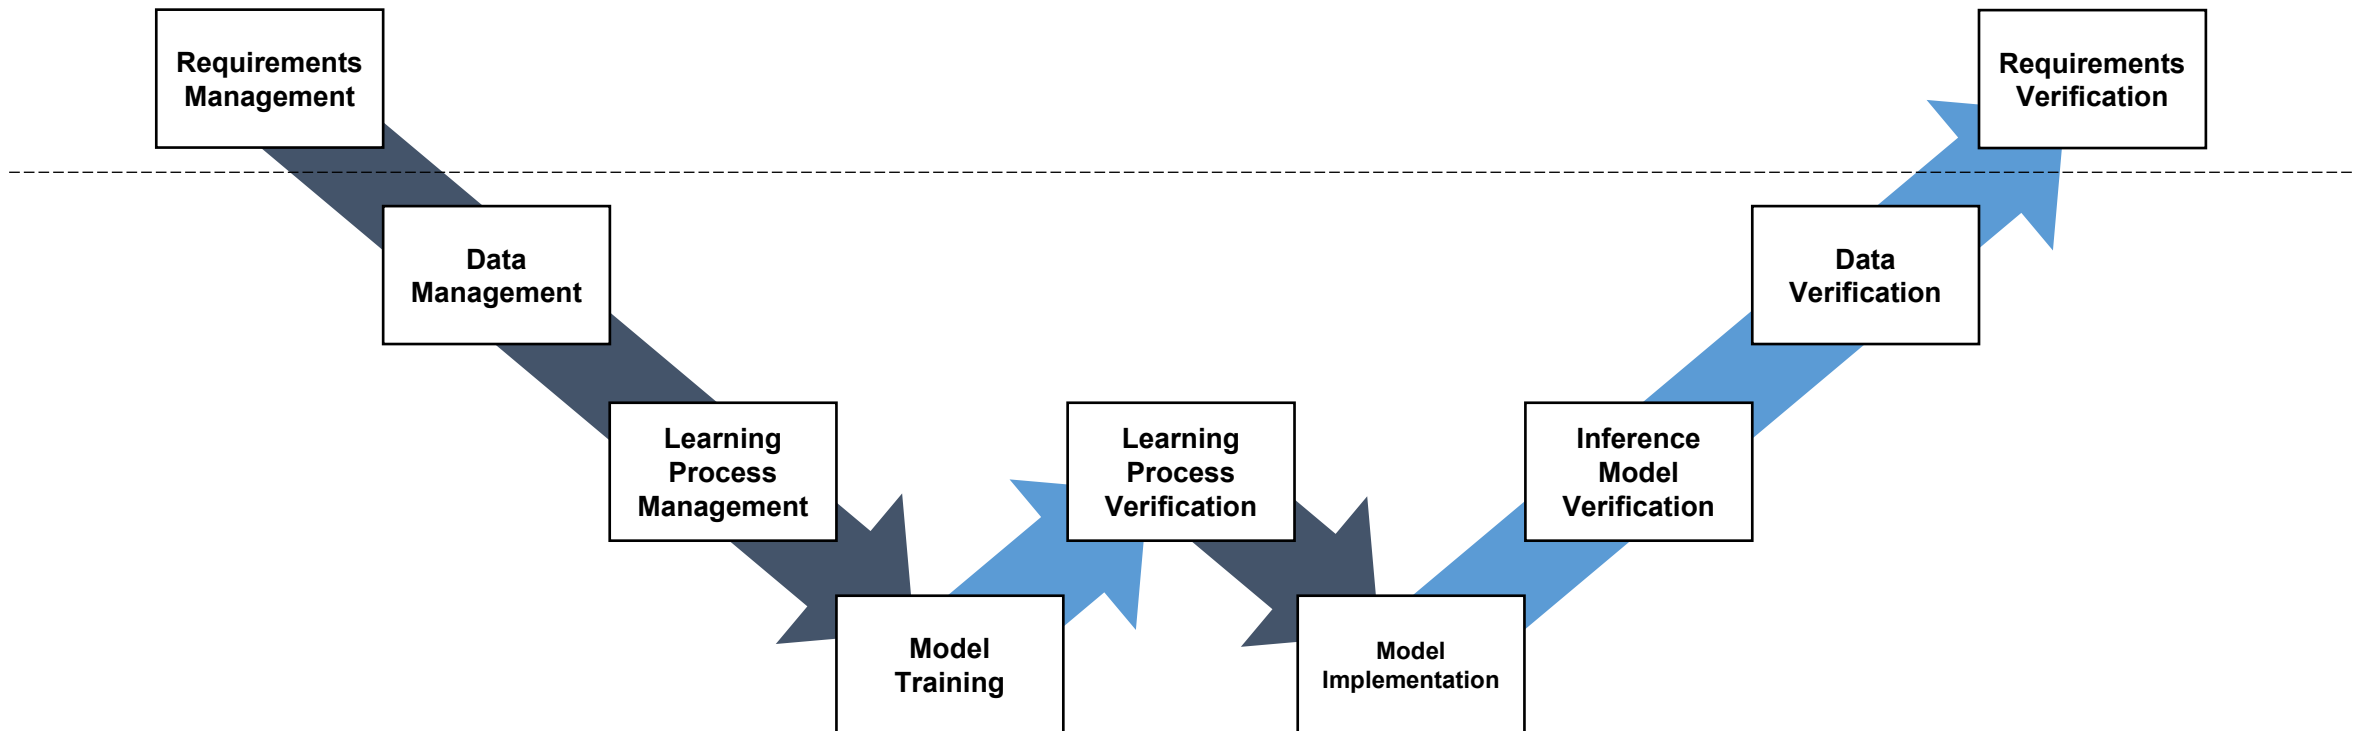 Requirements
Management
Requirements
Verification
Data
Management
Data
Verification
Learning
Process
Management
Learning
Process
Verification
Inference
Model
Verification
Model
Training
Model
Implementation